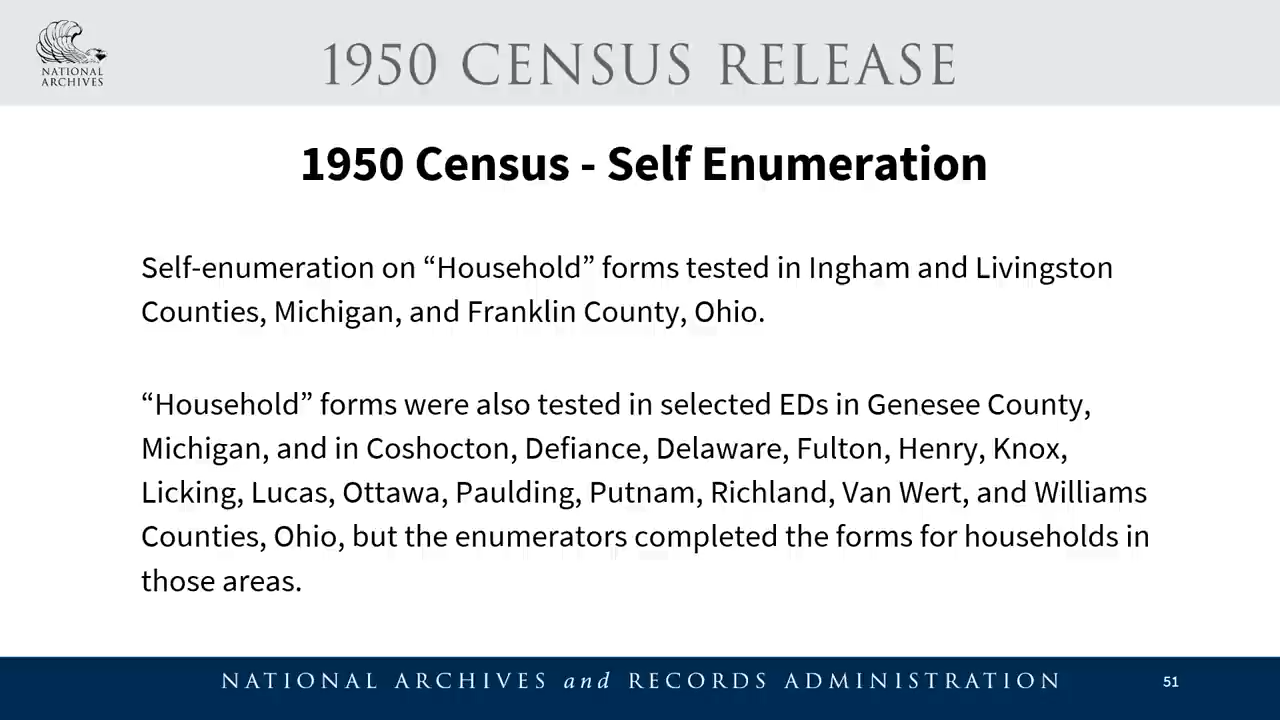 NATIONAL
ARCHIVES
1950 CENSUS RELEASE
1950 Census - Self Enumeration
Self-enumeration on “Household” forms tested in Ingham and Livingston
Counties, Michigan, and Franklin County, Ohio.
“Household” forms were also tested in selected EDs in Genesee County,
Michigan, and in Coshocton, Defiance, Delaware, Fulton, Henry, Knox,
Licking, Lucas, Ottawa, Paulding, Putnam, Richland, Van Wert, and Williams
Counties, Ohio, but the enumerators completed the forms for households in
those areas.
NATIONAL ARCHIVES and RECORDS ADMINISTRATION
51